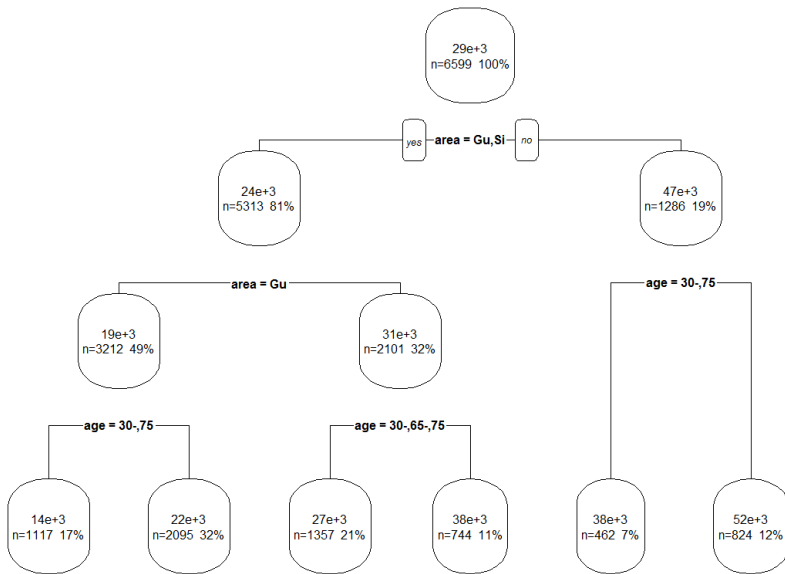 29e+3
n=6599 100%
yes area = Gu,Si no
24e+3
n=5313 81%
47e+3
n=1286 19%
area = Gu
age = 30-,75
19e+3
n=3212 49%
31e+3
n=2101 32%
age = 30-,75
age = 30-,65-,75
14e+3
n=1117 17%
22e+3
n=2095 32%
27e+3
n=1357 21%
38e+3
n=744 11%
38e+3
n=462 7%
52e+3
n=824 12%